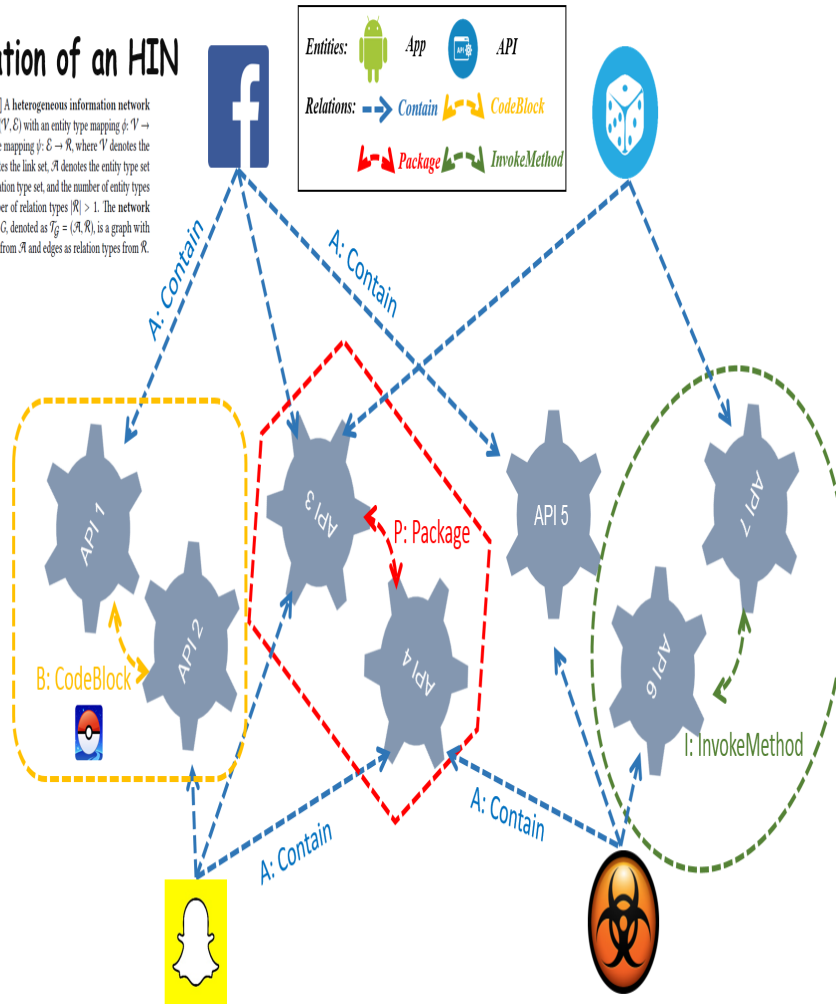 ation of an HIN
] A heterogeneous information network
(𝒱, ℰ) with an entity type mapping ϕ: 𝒱 →
e mapping ψ: ℰ → ℛ, where 𝒱 denotes the
tes the link set, 𝒜 denotes the entity type set
ation type set, and the number of entity types
ber of relation types |ℛ| > 1. The network
G, denoted as 𝒯𝒢 = (𝒜, ℛ), is a graph with
from 𝒜 and edges as relation types from ℛ.
Entities: App API
API
Relations: Contain CodeBlock
Package InvokeMethod
f
A: Contain
A: Contain
API 1
API 2
B: CodeBlock
API 3
P: Package
API 4
API 5
API 7
API 6
I: InvokeMethod
A: Contain
A: Contain